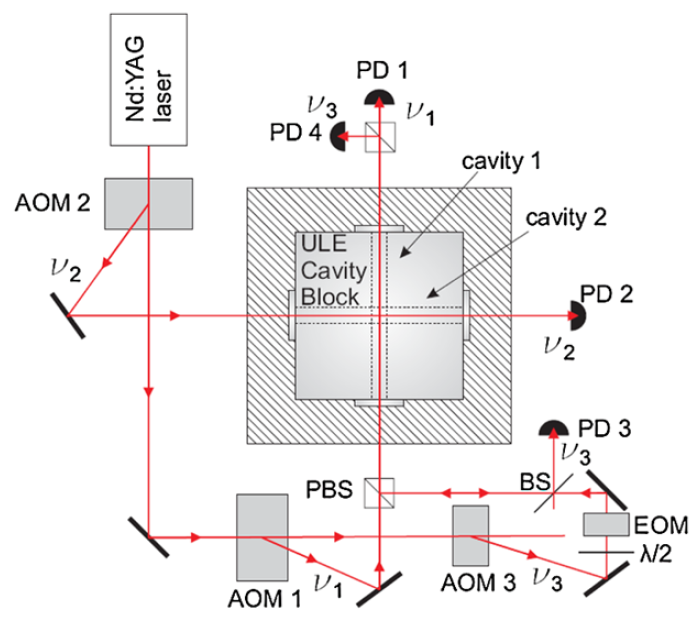 Nd:YAG
laser
PD 1
ν3
ν1
PD 4
cavity 1
AOM 2
cavity 2
ULE
Cavity
Block
ν2
PD 2
ν2
PD 3
ν3
PBS
BS
EOM
λ/2
AOM 1
ν1
AOM 3
ν3